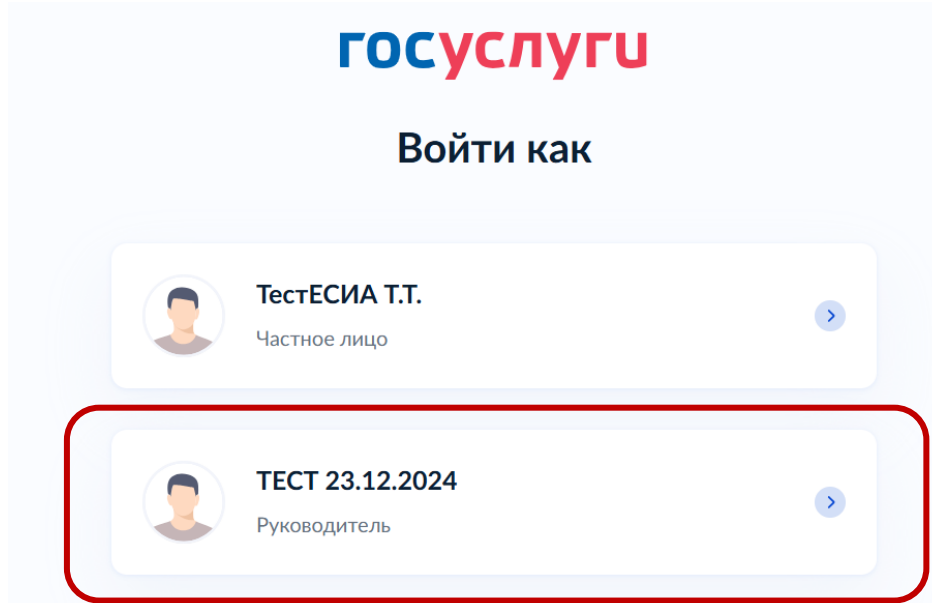 госуслуги
Войти как
ТестЕСИА Т.Т.
Частное лицо
ТЕСТ 23.12.2024
Руководитель